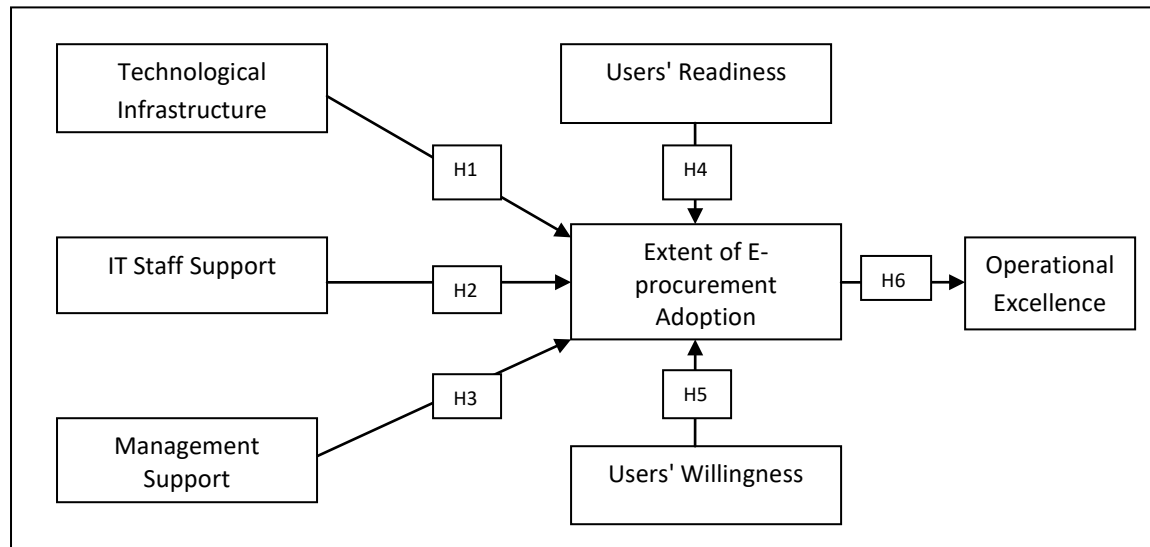 Technological
Infrastructure
Users' Readiness
H1
H4
IT Staff Support
H2
Extent of E-
procurement
Adoption
H6
Operational
Excellence
H3
H5
Management
Support
Users' Willingness